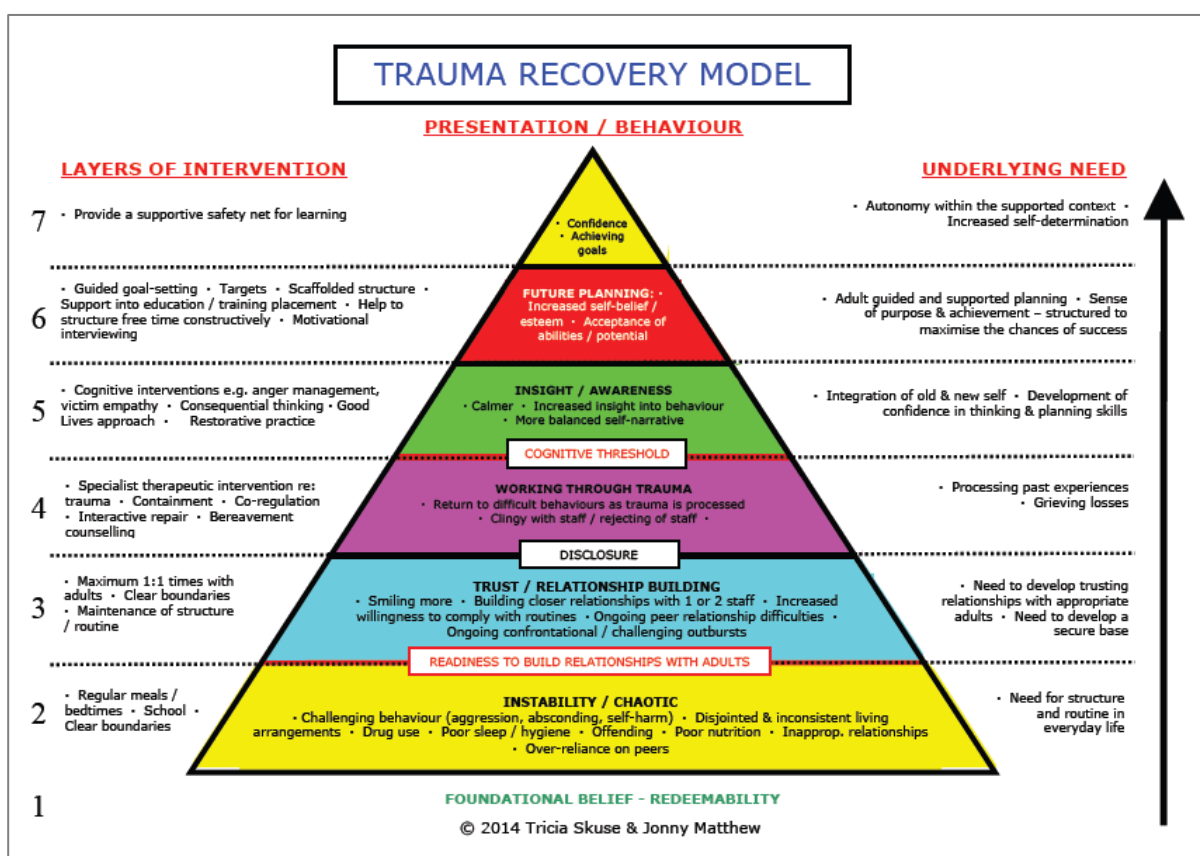 TRAUMA RECOVERY MODEL
PRESENTATION / BEHAVIOUR
LAYERS OF INTERVENTION
UNDERLYING NEED
7
· Provide a supportive safety net for learning
· Confidence
· Achieving
goals
· Autonomy within the supported context ·
Increased self-determination
6
· Guided goal-setting · Targets · Scaffolded structure ·
Support into education / training placement · Help to
structure free time constructively · Motivational
interviewing
FUTURE PLANNING: ·
Increased self-belief /
esteem · Acceptance of
abilities / potential
· Adult guided and supported planning · Sense
of purpose & achievement – structured to
maximise the chances of success
5
· Cognitive interventions e.g. anger management,
victim empathy · Consequential thinking · Good
Lives approach · Restorative practice
INSIGHT / AWARENESS
· Calmer · Increased insight into behaviour
· More balanced self-narrative
· Integration of old & new self · Development of
confidence in thinking & planning skills
COGNITIVE THRESHOLD
4
· Specialist therapeutic intervention re:
trauma · Containment · Co-regulation
· Interactive repair · Bereavement
counselling
WORKING THROUGH TRAUMA
· Return to difficult behaviours as trauma is processed
· Clingy with staff / rejecting of staff ·
· Processing past experiences
· Grieving losses
DISCLOSURE
3
· Maximum 1:1 times with
adults · Clear boundaries
· Maintenance of structure
/ routine
TRUST / RELATIONSHIP BUILDING
· Smiling more · Building closer relationships with 1 or 2 staff · Increased
willingness to comply with routines · Ongoing peer relationship difficulties ·
Ongoing confrontational / challenging outbursts
· Need to develop trusting
relationships with appropriate
adults · Need to develop a
secure base
READINESS TO BUILD RELATIONSHIPS WITH ADULTS
2
· Regular meals /
bedtimes · School ·
Clear boundaries
INSTABILITY / CHAOTIC
· Challenging behaviour (aggression, absconding, self-harm) · Disjointed & inconsistent living
arrangements · Drug use · Poor sleep / hygiene · Offending · Poor nutrition · Inapprop. relationships
· Over-reliance on peers
· Need for structure
and routine in
everyday life
1
FOUNDATIONAL BELIEF - REDEEMABILITY
© 2014 Tricia Skuse & Jonny Matthew